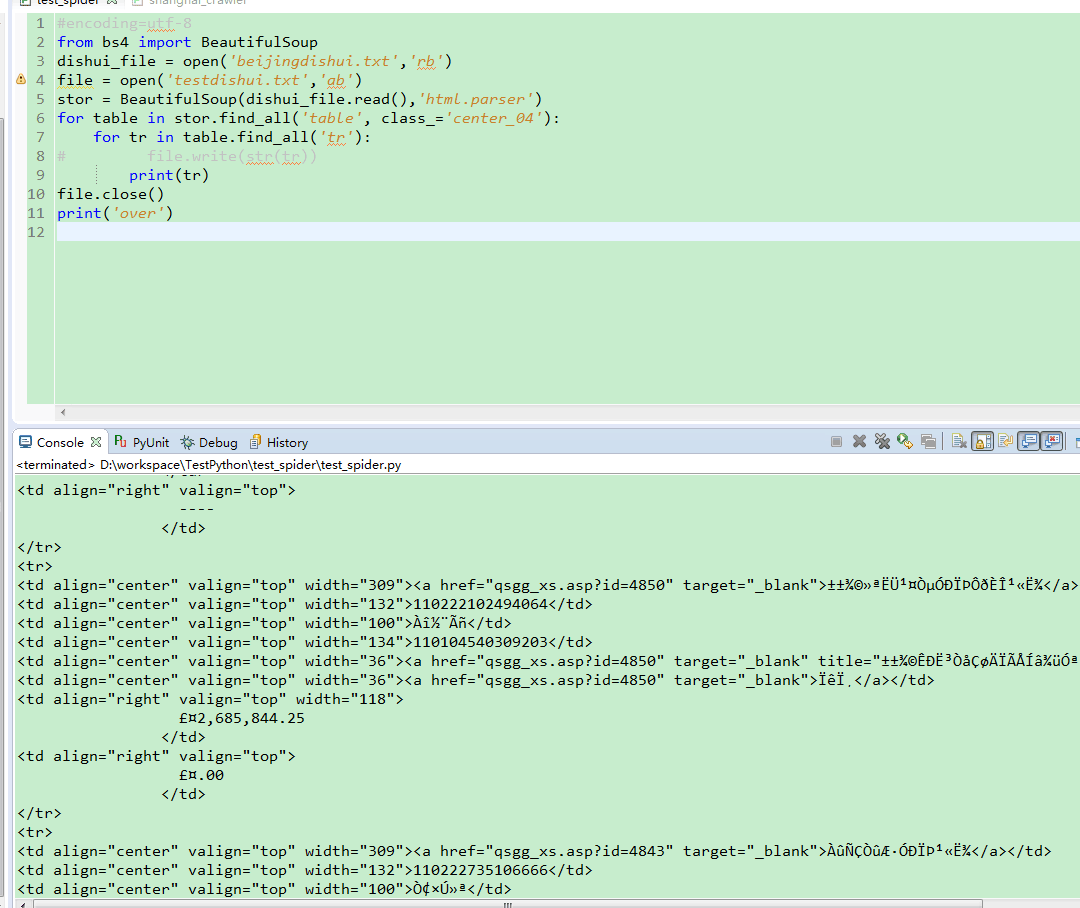 test_spider shanghai_crawler
1 #encoding=utf-8
2 from bs4 import BeautifulSoup
3 dishui_file = open('beijingdishui.txt','rb')
4 file = open('testdishui.txt','ab')
5 stor = BeautifulSoup(dishui_file.read(),'html.parser')
6 for table in stor.find_all('table', class_='center_04'):
7 for tr in table.find_all('tr'):
8 # file.write(str(tr))
9 print(tr)
10 file.close()
11 print('over')
12
Console PyUnit Debug History
<terminated> D:\workspace\TestPython\test_spider\test_spider.py
<td align="right" valign="top">
----
</td>
</tr>
<tr>
<td align="center" valign="top" width="309"><a href="qsgg_xs.asp?id=4850" target="_blank">±±¾©»ªËÜ¹¤ÒµÓÐÏÞÔðÈÎ¹«Ë¾</a>
<td align="center" valign="top" width="132">110222102494064</td>
<td align="center" valign="top" width="100">Àî½¨Ãñ</td>
<td align="center" valign="top" width="134">110104540309203</td>
<td align="center" valign="top" width="36"><a href="qsgg_xs.asp?id=4850" target="_blank" title="±±¾©ÊÐË³ÒåÇøÄÏÃÅÍâ¾üÓª
<td align="center" valign="top" width="36"><a href="qsgg_xs.asp?id=4850" target="_blank">ÏêÏ¸</a></td>
<td align="right" valign="top" width="118">
£¤2,685,844.25
</td>
<td align="right" valign="top">
£¤.00
</td>
</tr>
<tr>
<td align="center" valign="top" width="309"><a href="qsgg_xs.asp?id=4843" target="_blank">ÀûÑÇÒûÆ·ÓÐÏÞ¹«Ë¾</a></td>
<td align="center" valign="top" width="132">110222735106666</td>
<td align="center" valign="top" width="100">Ò¢×Ú»ª</td>